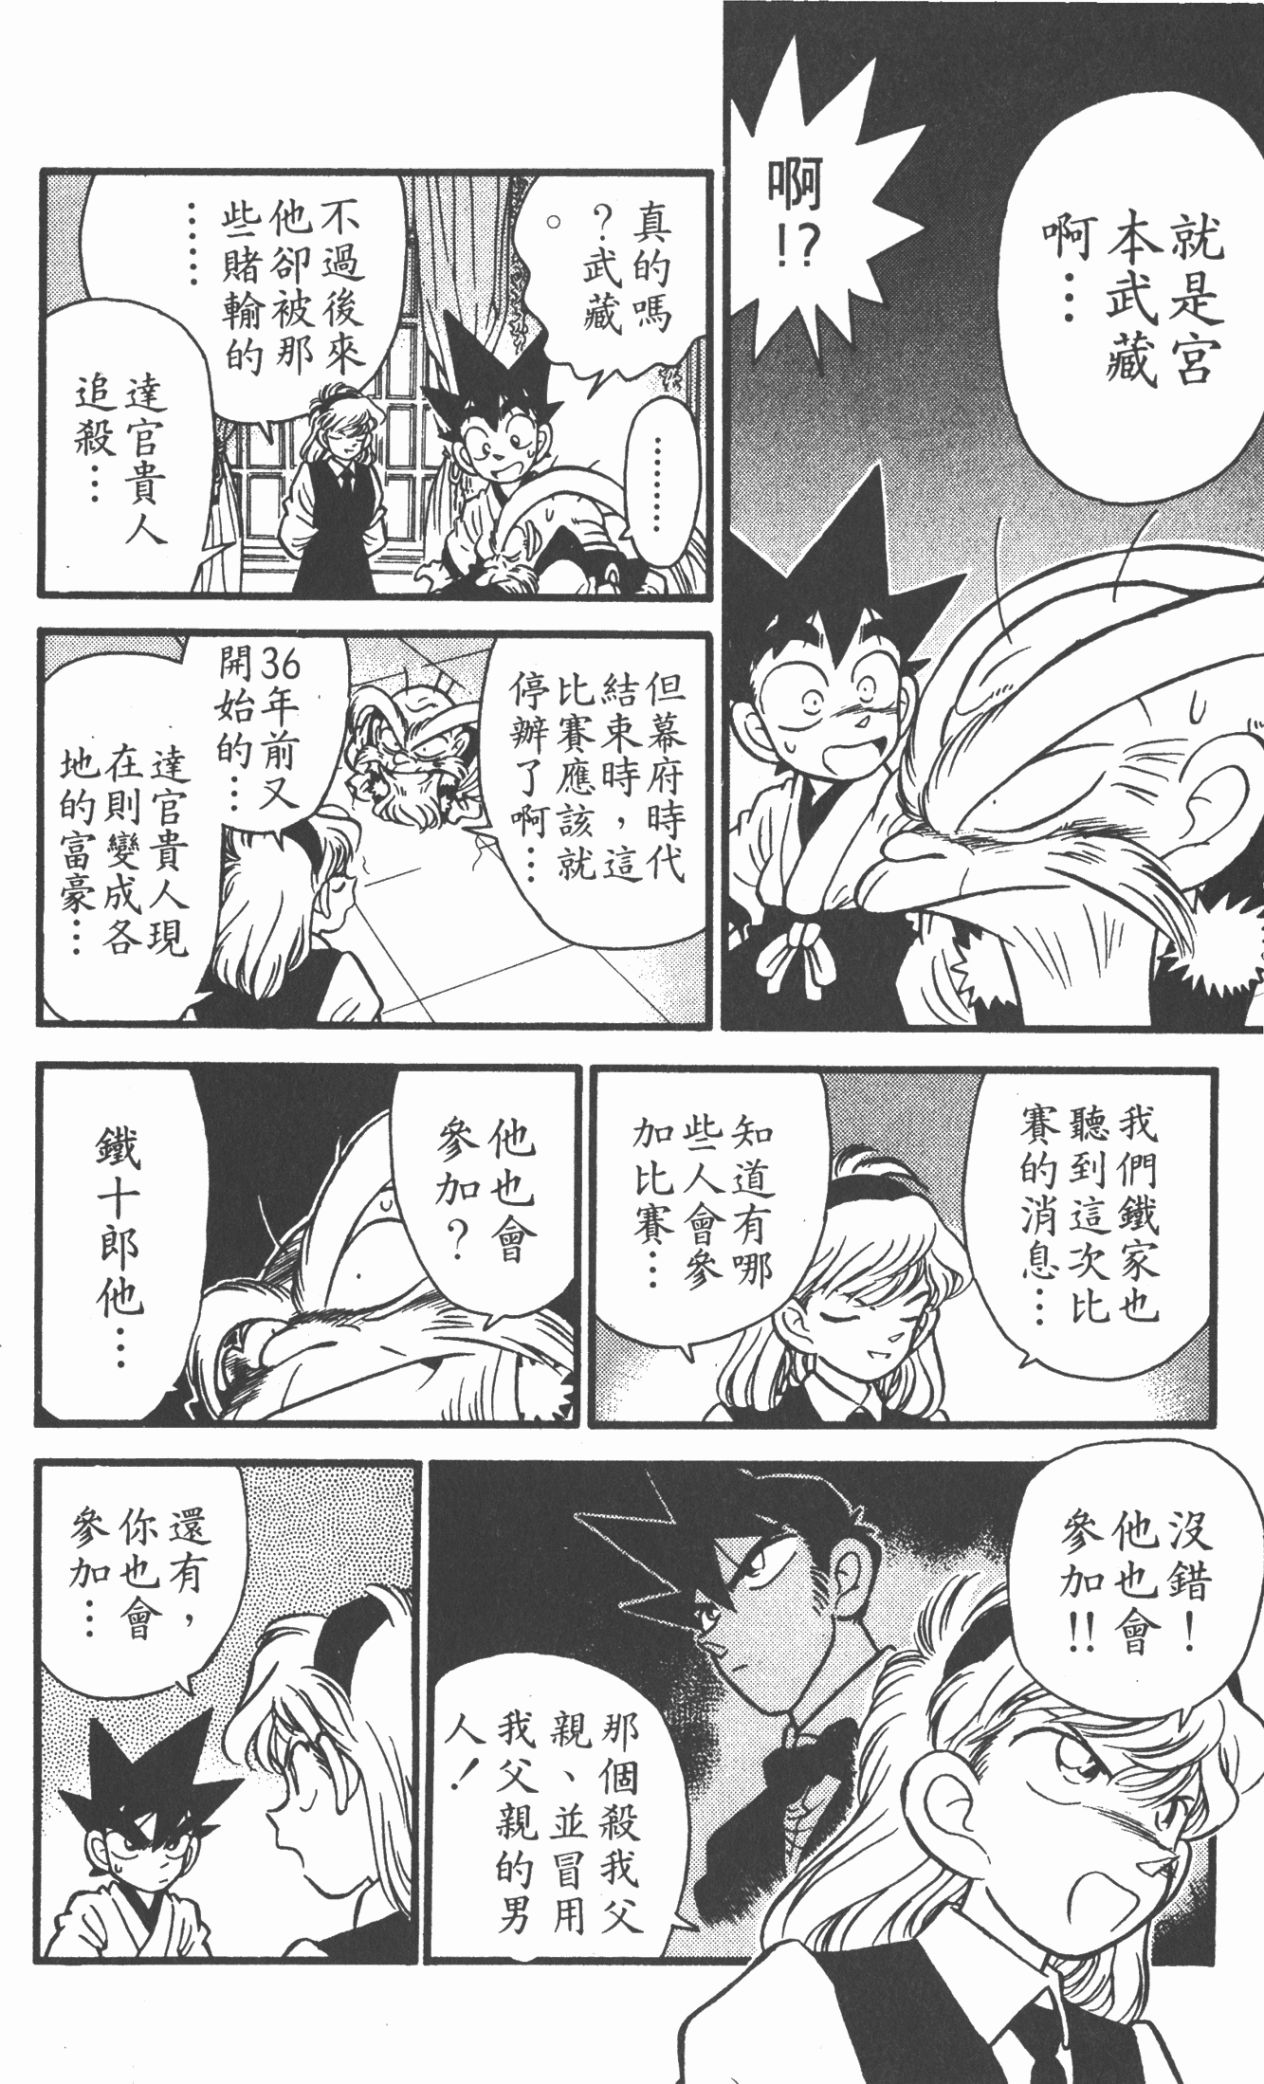 就是宮
本武藏
啊…
啊
!?
真的嗎
？武藏
。
………
不過後來
他卻被那
些賭輸的
……
達官貴人
追殺…
但幕府時代
結束時，這
比賽應該就
停辦了啊…
36年前又
開始的…
達官貴人現
在則變成各
地的富豪…
我們鐵家也
聽到這次比
賽的消息…
知道有哪
些人會參
加比賽…
他也會
參加？
鐵十郎他…
沒錯！
他也會
參加!!
那個殺我父
親、並冒用
我父親的男
人！
還有，
你也會
參加…